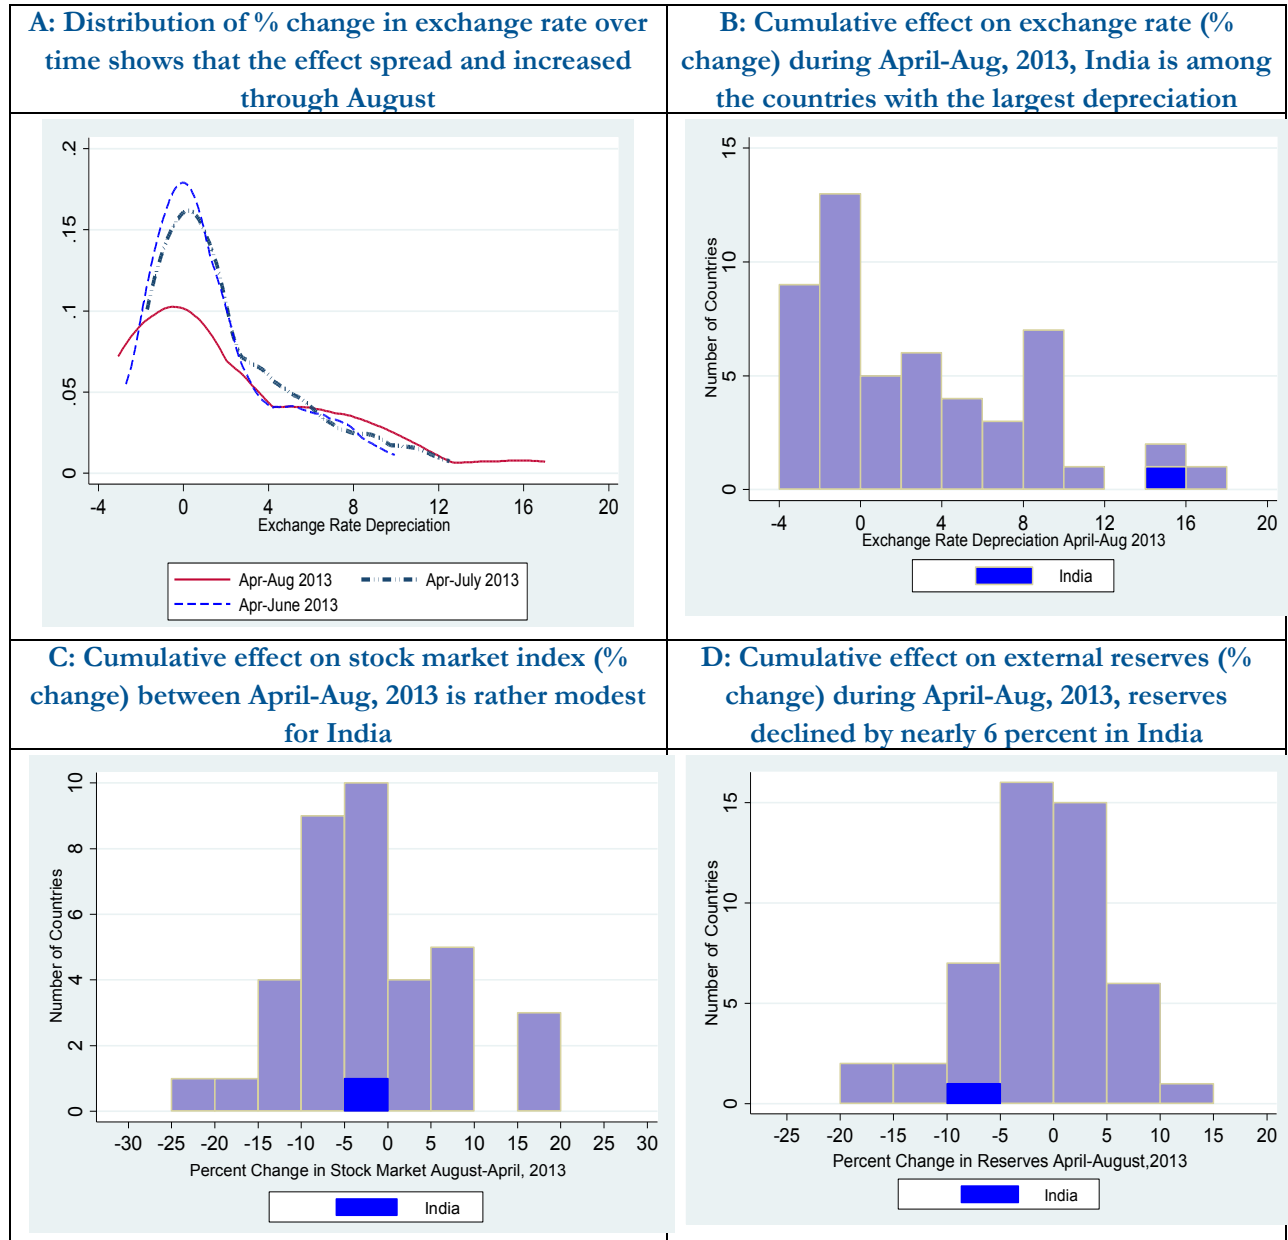 A: Distribution of % change in exchange rate over
time shows that the effect spread and increased
through August
.2
.15
.1
.05
0
-4 0 4 8 12 16 20
Exchange Rate Depreciation
Apr-Aug 2013 Apr-July 2013
Apr-June 2013
B: Cumulative effect on exchange rate (%
change) during April-Aug, 2013, India is among
the countries with the largest depreciation
Number of Countries
15
10
5
0
-4 0 4 8 12 16 20
Exchange Rate Depreciation April-Aug 2013
India
C: Cumulative effect on stock market index (%
change) between April-Aug, 2013 is rather modest
for India
Number of Countries
10
8
6
4
2
0
-30 -25 -20 -15 -10 -5 0 5 10 15 20 25 30
Percent Change in Stock Market August-April, 2013
India
D: Cumulative effect on external reserves (%
change) during April-Aug, 2013, reserves
declined by nearly 6 percent in India
Number of Countries
15
10
5
0
-25 -20 -15 -10 -5 0 5 10 15 20
Percent Change in Reserves April-August,2013
India